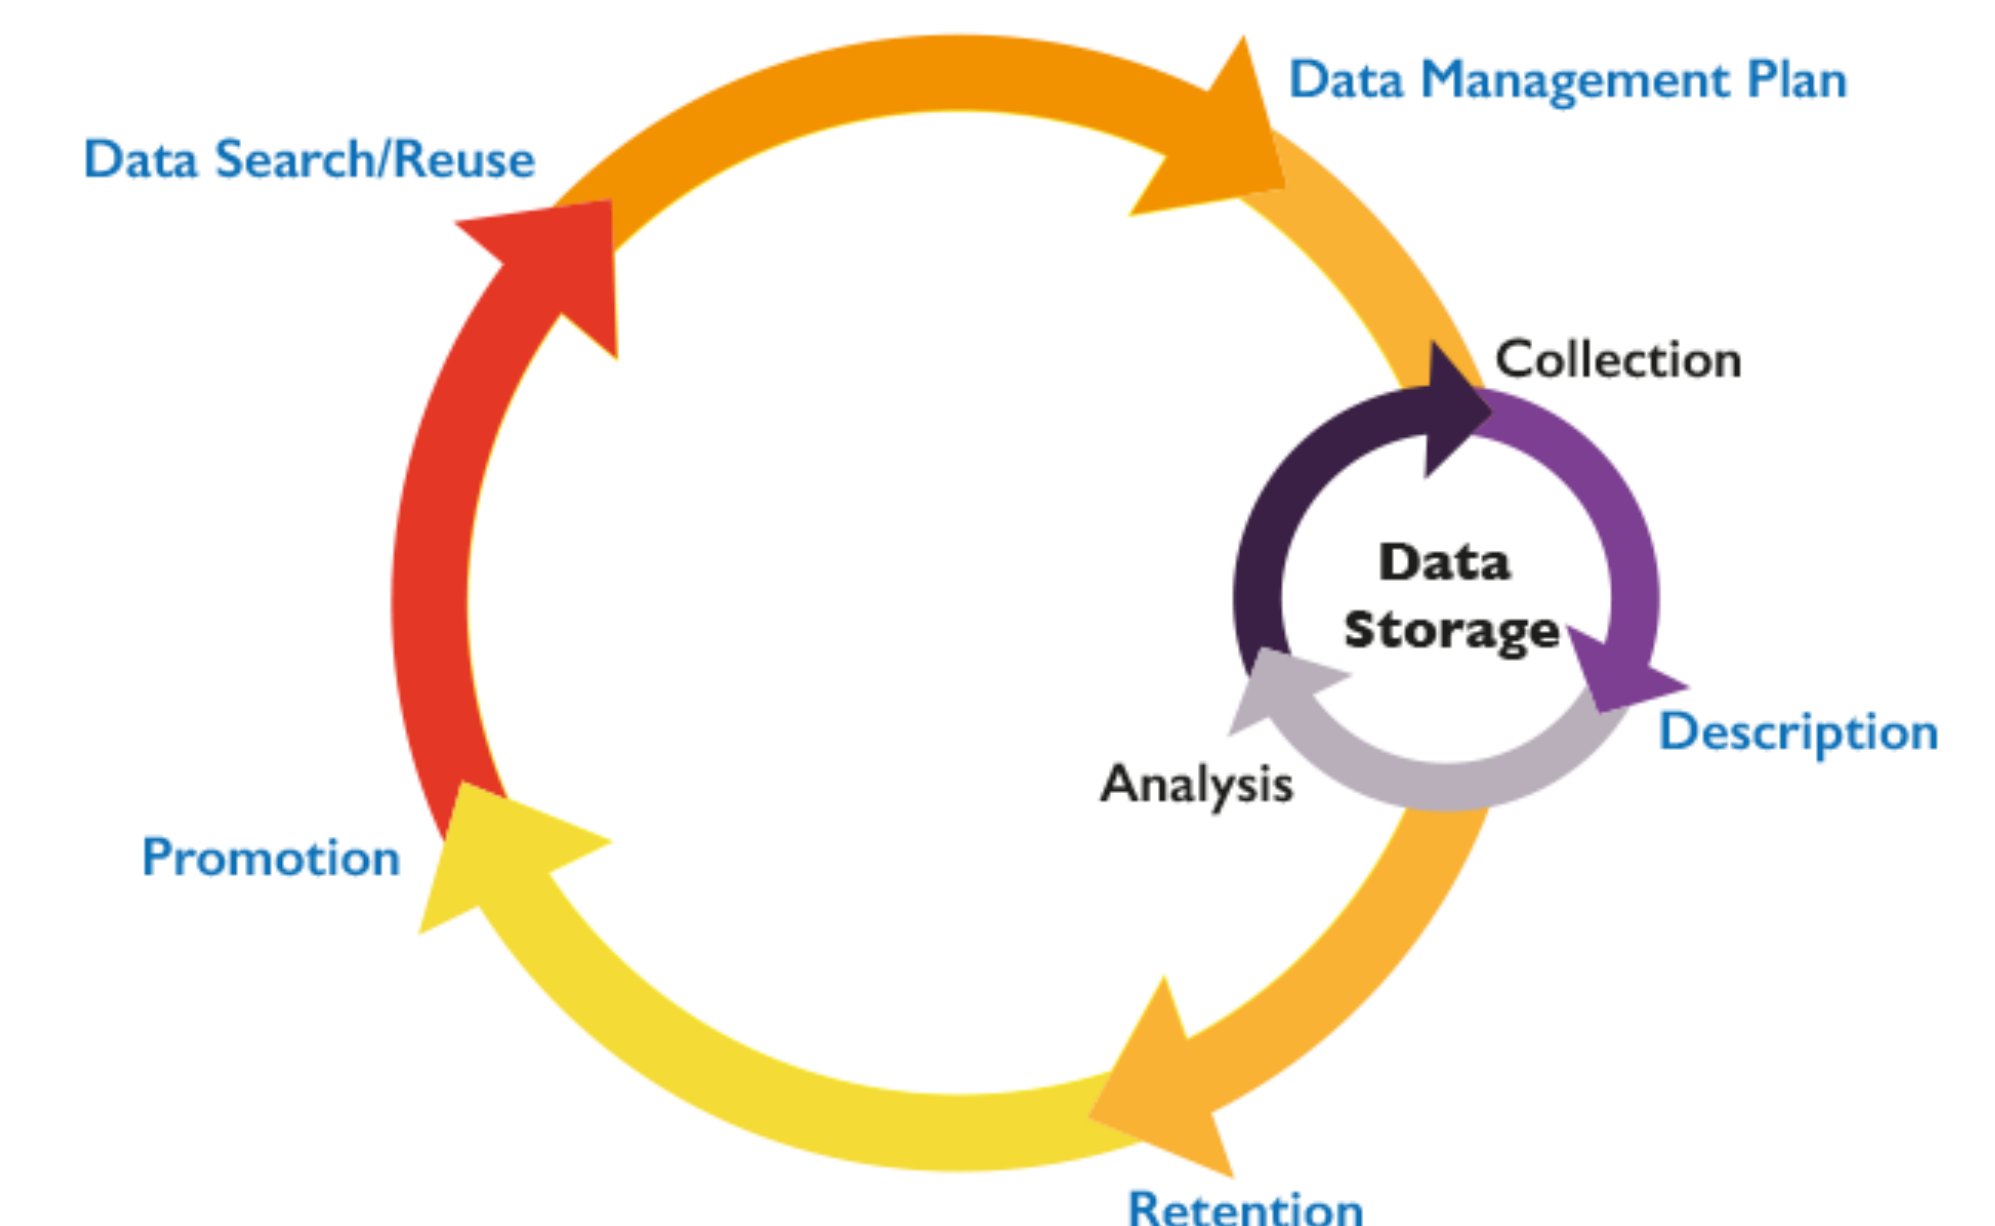 Data Management Plan
Data Search/Reuse
Collection
Data
Storage
Description
Analysis
Promotion
Retention